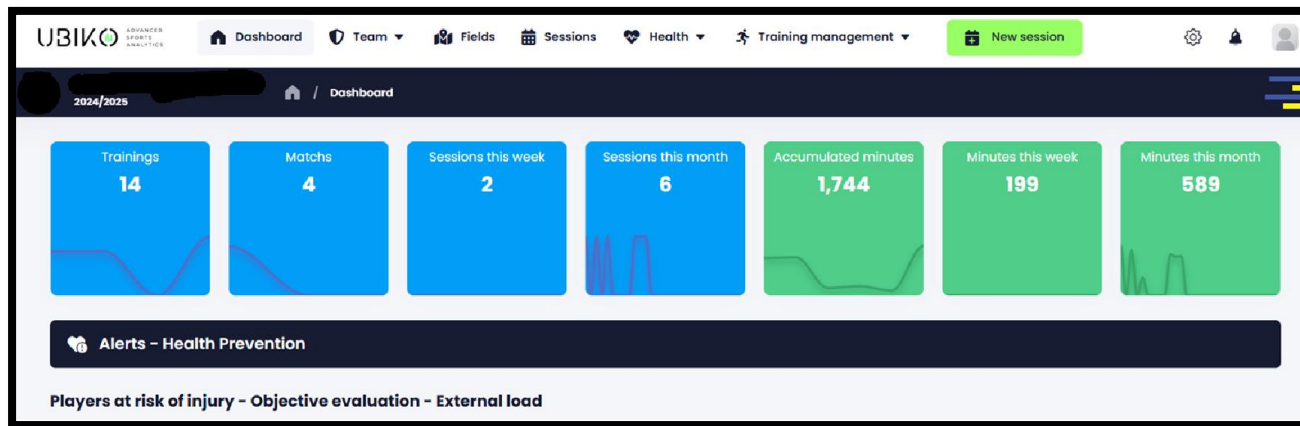 UBIKO ADVANCED SPORTS ANALYTICS
Dashboard Team Fields Sessions Health Training management New session
2024/2025 / Dashboard
Trainings Matchs Sessions this week Sessions this month Accumulated minutes Minutes this week Minutes this month
14 4 2 6 1,744 199 589
Alerts - Health Prevention
Players at risk of injury - Objective evaluation - External load